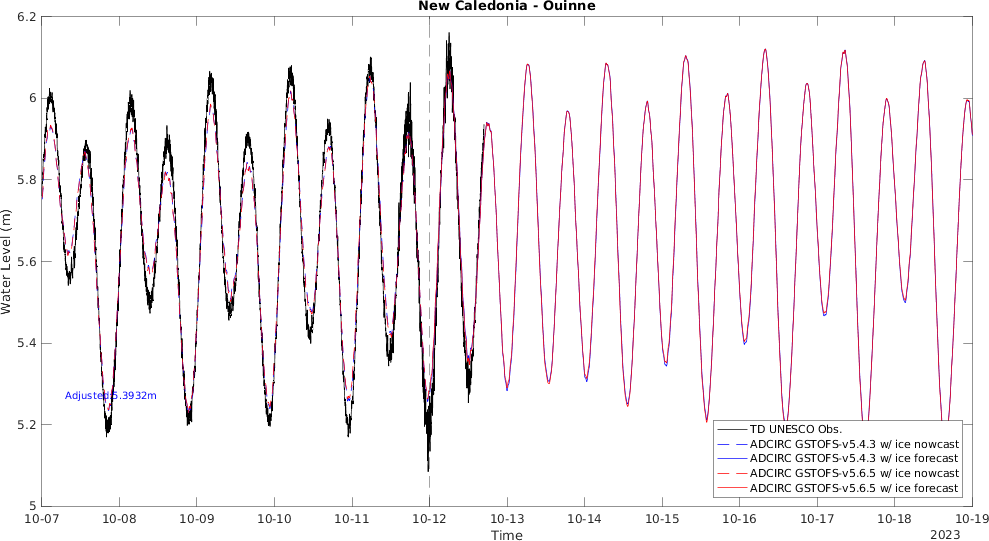 New Caledonia - Ouinne
6.2
6
5.8
5.6
5.4
5.2
5
Water Level (m)
Adjusted:5.3932m
TD UNESCO Obs.
ADCIRC GSTOFS-v5.4.3 w/ ice nowcast
ADCIRC GSTOFS-v5.4.3 w/ ice forecast
ADCIRC GSTOFS-v5.6.5 w/ ice nowcast
ADCIRC GSTOFS-v5.6.5 w/ ice forecast
10-07 10-08 10-09 10-10 10-11 10-12 10-13 10-14 10-15 10-16 10-17 10-18 10-19
Time
2023